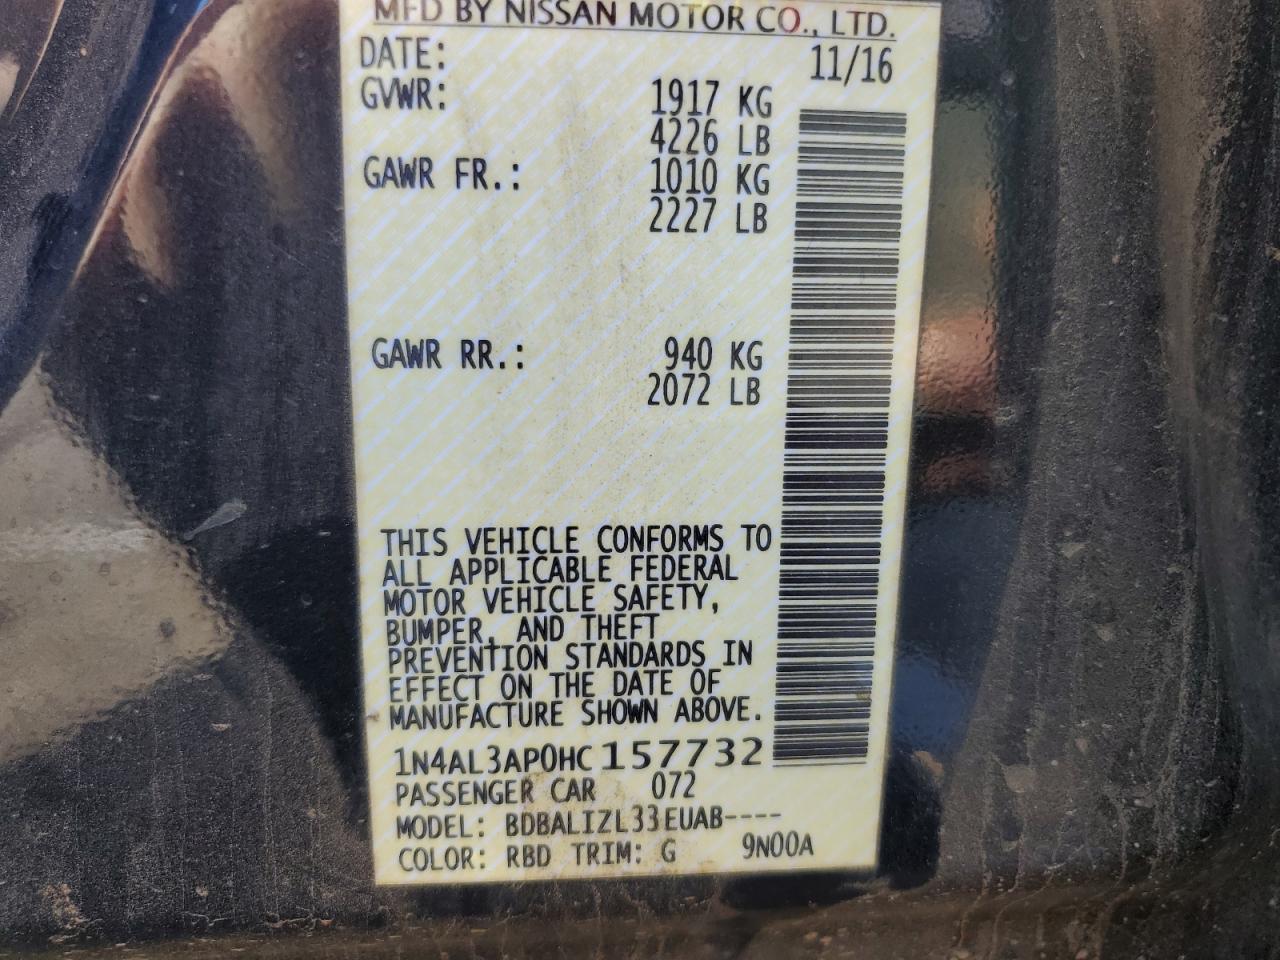 MFD BY NISSAN MOTOR CO., LTD.
DATE: 11/16
GVWR: 1917 KG
4226 LB
GAWR FR.: 1010 KG
2227 LB
GAWR RR.: 940 KG
2072 LB
THIS VEHICLE CONFORMS TO
ALL APPLICABLE FEDERAL
MOTOR VEHICLE SAFETY,
BUMPER, AND THEFT
PREVENTION STANDARDS IN
EFFECT ON THE DATE OF
MANUFACTURE SHOWN ABOVE.
1N4AL3AP0HC157732
PASSENGER CAR 072
MODEL: BDBALIZL33EUAB----
COLOR: RBD TRIM: G 9N00A